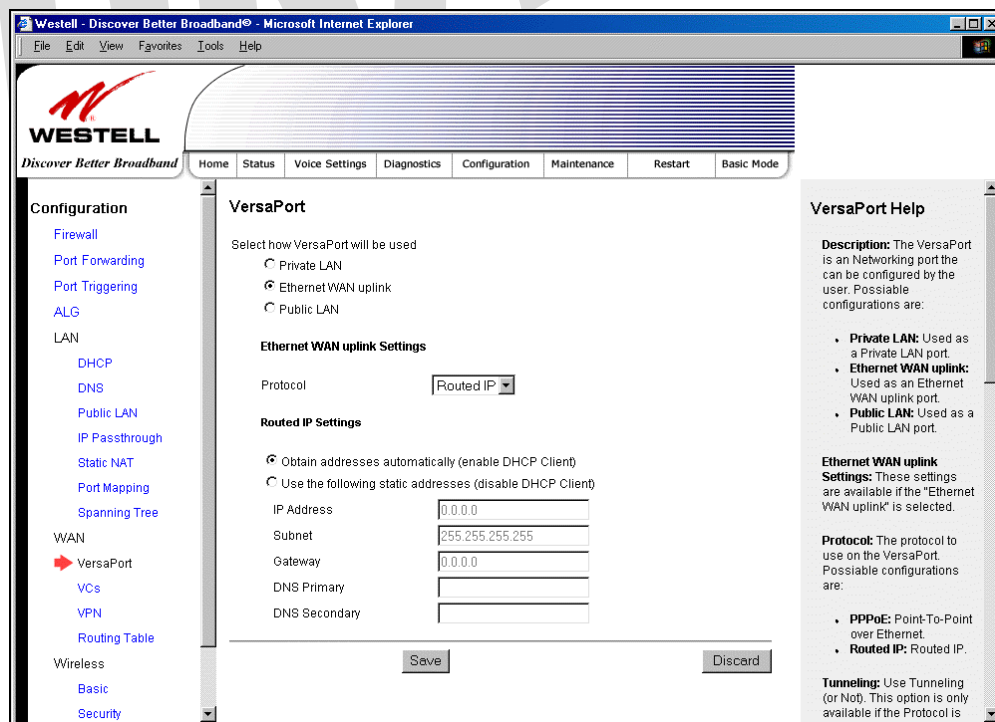 Westell - Discover Better Broadband© - Microsoft Internet Explorer
File Edit View Favorites Tools Help
WESTELL
Discover Better Broadband
Home Status Voice Settings Diagnostics Configuration Maintenance Restart Basic Mode
Configuration
Firewall
Port Forwarding
Port Triggering
ALG
LAN
DHCP
DNS
Public LAN
IP Passthrough
Static NAT
Port Mapping
Spanning Tree
WAN
VersaPort
VCs
VPN
Routing Table
Wireless
Basic
Security
VersaPort
Select how VersaPort will be used
Private LAN
Ethernet WAN uplink
Public LAN
Ethernet WAN uplink Settings
Protocol Routed IP
Routed IP Settings
Obtain addresses automatically (enable DHCP Client)
Use the following static addresses (disable DHCP Client)
IP Address 0.0.0.0
Subnet 255.255.255.255
Gateway 0.0.0.0
DNS Primary
DNS Secondary
Save Discard
VersaPort Help
Description: The VersaPort
is an Networking port the
can be configured by the
user. Possiable
configurations are:
• Private LAN: Used as
a Private LAN port.
• Ethernet WAN uplink:
Used as an Ethernet
WAN uplink port.
• Public LAN: Used as a
Public LAN port.
Ethernet WAN uplink
Settings: These settings
are available if the "Ethernet
WAN uplink" is selected.
Protocol: The protocol to
use on the VersaPort.
Possiable configurations
are:
• PPPoE: Point-To-Point
over Ethernet.
• Routed IP: Routed IP.
Tunneling: Use Tunneling
(or Not). This option is only
available if the Protocol is